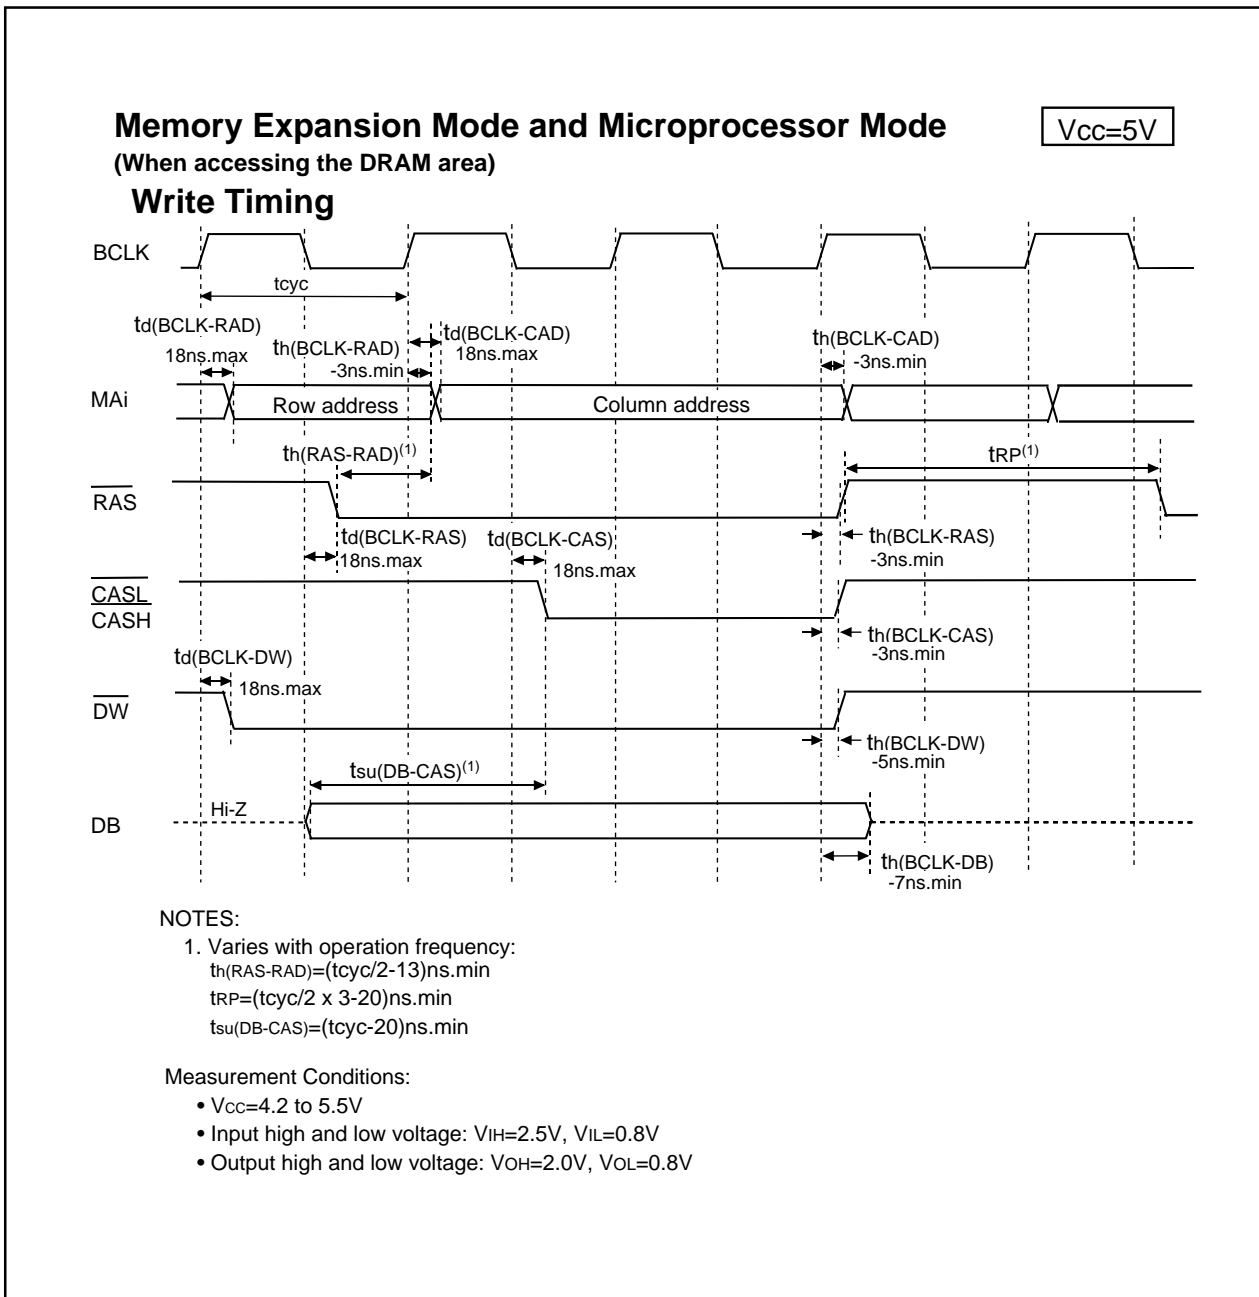 Memory Expansion Mode and Microprocessor Mode
Vcc=5V
(When accessing the DRAM area)
Write Timing
BCLK
tcyc
td(BCLK-RAD)
18ns.max
th(BCLK-RAD)
-3ns.min
td(BCLK-CAD)
18ns.max
th(BCLK-CAD)
-3ns.min
MAi
Row address
Column address
th(RAS-RAD)(1)
tRP(1)
RAS
td(BCLK-RAS)
18ns.max
td(BCLK-CAS)
18ns.max
th(BCLK-RAS)
-3ns.min
CASL
CASH
th(BCLK-CAS)
-3ns.min
td(BCLK-DW)
18ns.max
DW
th(BCLK-DW)
-5ns.min
tsu(DB-CAS)(1)
Hi-Z
DB
th(BCLK-DB)
-7ns.min
NOTES:
1. Varies with operation frequency:
th(RAS-RAD)=(tcyc/2-13)ns.min
tRP=(tcyc/2 x 3-20)ns.min
tsu(DB-CAS)=(tcyc-20)ns.min
Measurement Conditions:
• VCC=4.2 to 5.5V
• Input high and low voltage: VIH=2.5V, VIL=0.8V
• Output high and low voltage: VOH=2.0V, VOL=0.8V